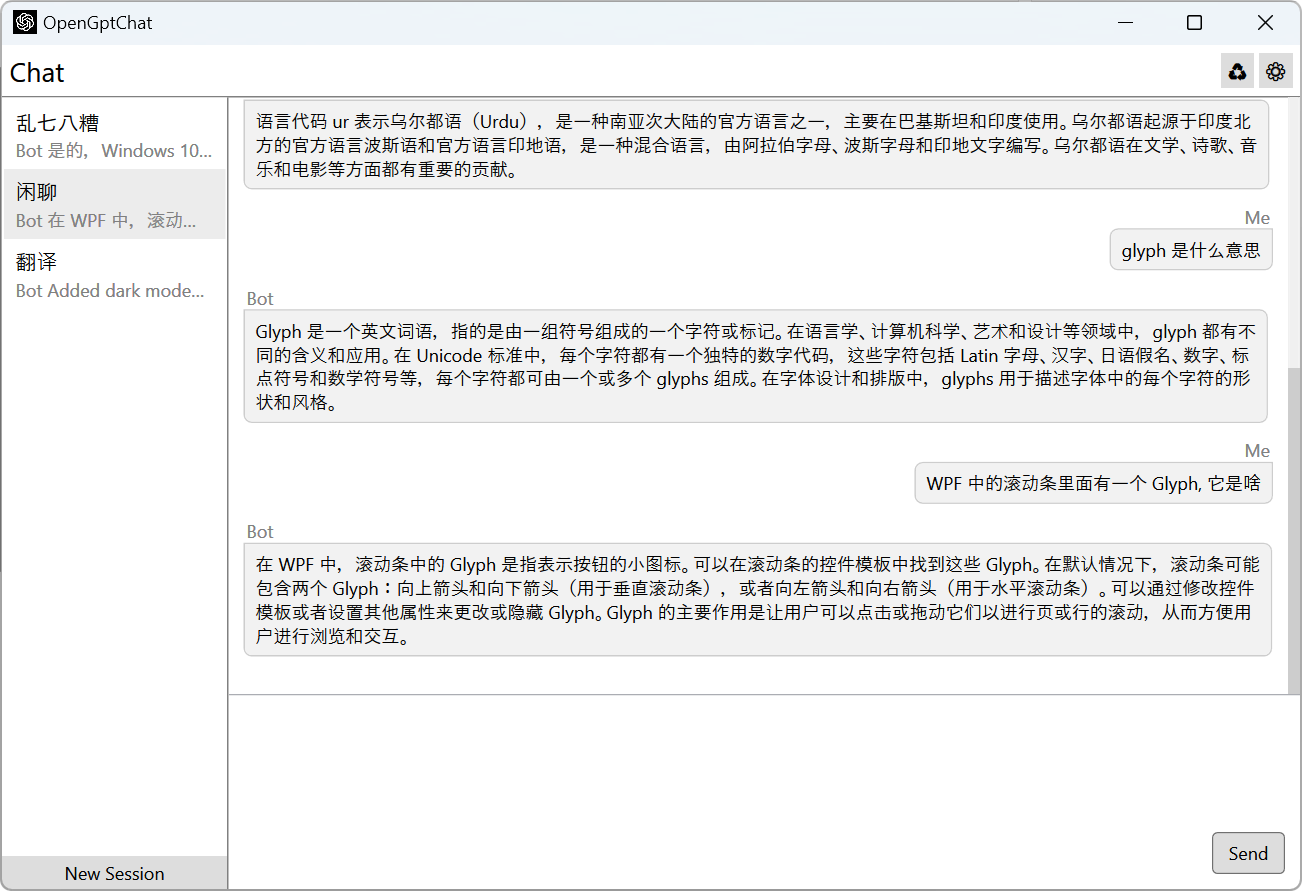 OpenGptChat
Chat
乱七八糟
Bot 是的，Windows 10...
闲聊
Bot 在 WPF 中，滚动...
翻译
Bot Added dark mode...
New Session
语言代码 ur 表示乌尔都语（Urdu），是一种南亚次大陆的官方语言之一，主要在巴基斯坦和印度使用。乌尔都语起源于印度北
方的官方语言波斯语和官方语言印地语，是一种混合语言，由阿拉伯字母、波斯字母和印地文字编写。乌尔都语在文学、诗歌、音
乐和电影等方面都有重要的贡献。
Me
glyph 是什么意思
Bot
Glyph 是一个英文词语，指的是由一组符号组成的一个字符或标记。在语言学、计算机科学、艺术和设计等领域中，glyph 都有不
同的含义和应用。在 Unicode 标准中，每个字符都有一个独特的数字代码，这些字符包括 Latin 字母、汉字、日语假名、数字、标
点符号和数学符号等，每个字符都可由一个或多个 glyphs 组成。在字体设计和排版中，glyphs 用于描述字体中的每个字符的形
状和风格。
Me
WPF 中的滚动条里面有一个 Glyph, 它是啥
Bot
在 WPF 中，滚动条中的 Glyph 是指表示按钮的小图标。可以在滚动条的控件模板中找到这些 Glyph。在默认情况下，滚动条可能
包含两个 Glyph：向上箭头和向下箭头（用于垂直滚动条），或者向左箭头和向右箭头（用于水平滚动条）。可以通过修改控件
模板或者设置其他属性来更改或隐藏 Glyph。Glyph 的主要作用是让用户可以点击或拖动它们以进行页或行的滚动，从而方便用
户进行浏览和交互。
Send